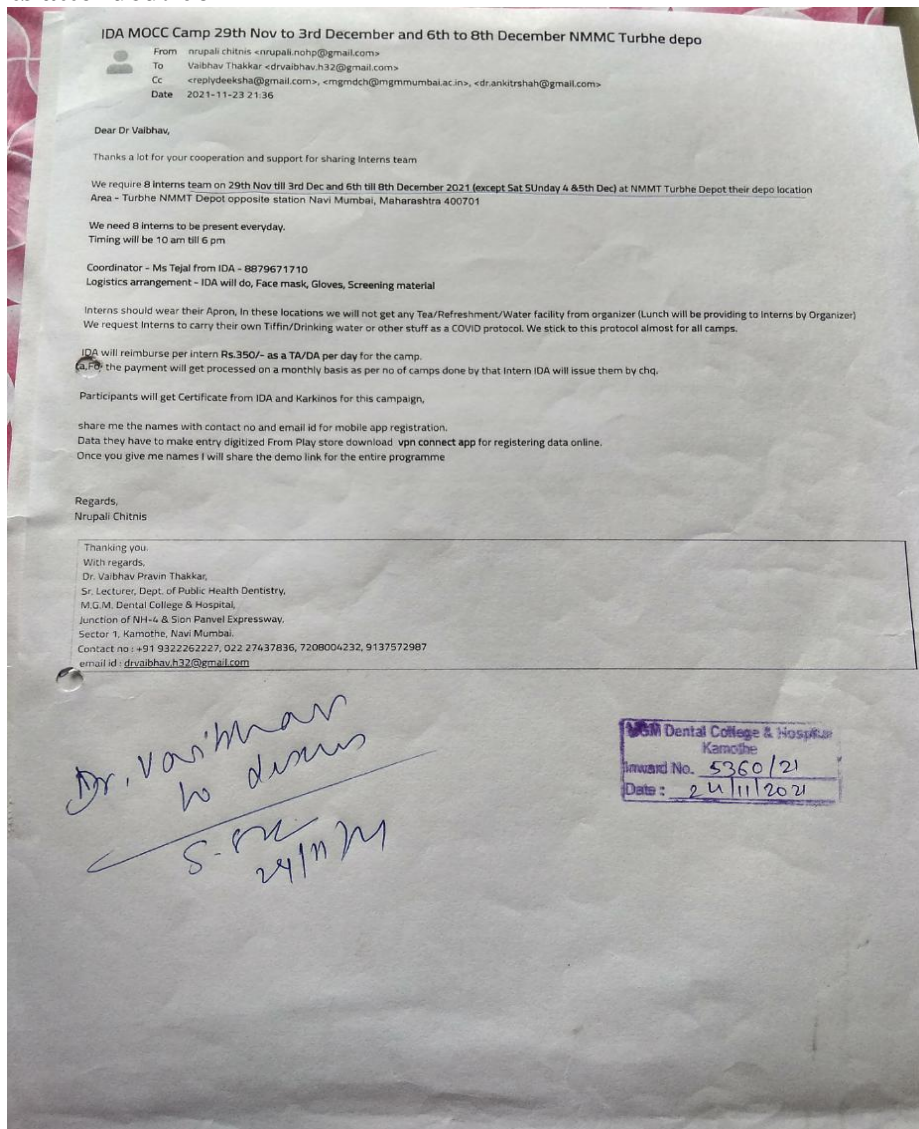 IDA MOCC Camp 29th Nov to 3rd December and 6th to 8th December NMMC Turbhe depo
From nrupali chitnis <nrupali.nohp@gmail.com>
To Vaibhav Thakkar <drvaibhav.h32@gmail.com>
Cc <replydeeksha@gmail.com>, <mgmdch@mgmmumbai.ac.in>, <dr.ankitrshah@gmail.com>
Date 2021-11-23 21:36
Dear Dr Vaibhav,
Thanks a lot for your cooperation and support for sharing Interns team
We require 8 interns team on 29th Nov till 3rd Dec and 6th till 8th December 2021 (except Sat SUnday 4 &5th Dec) at NMMT Turbhe Depot their depo location
Area - Turbhe NMMT Depot opposite station Navi Mumbai, Maharashtra 400701
We need 8 interns to be present everyday.
Timing will be 10 am till 6 pm
Coordinator - Ms Tejal from IDA - 8879671710
Logistics arrangement - IDA will do, Face mask, Gloves, Screening material
Interns should wear their Apron, In these locations we will not get any Tea/Refreshment/Water facility from organizer (Lunch will be providing to Interns by Organizer)
We request Interns to carry their own Tiffin/Drinking water or other stuff as a COVID protocol. We stick to this protocol almost for all camps.
IDA will reimburse per intern Rs.350/- as a TA/DA per day for the camp.
the payment will get processed on a monthly basis as per no of camps done by that Intern IDA will issue them by chq.
Participants will get Certificate from IDA and Karkinos for this campaign,
share me the names with contact no and email id for mobile app registration.
Data they have to make entry digitized From Play store download vpn connect app for registering data online.
Once you give me names I will share the demo link for the entire programme
Regards,
Nrupali Chitnis
Thanking you.
With regards,
Dr. Vaibhav Pravin Thakkar,
Sr. Lecturer, Dept. of Public Health Dentistry,
M.G.M. Dental College & Hospital,
Junction of NH-4 & Sion Panvel Expressway,
Sector 1, Kamothe, Navi Mumbai.
Contact no : +91 9322262227, 022 27437836, 7208004232, 9137572987
email id : drvaibhav.h32@gmail.com
Dr. Vaibhav
to discuss
24/11/21
MGM Dental College & Hospital
Kamothe
Inward No. 5360/21
Date : 24/11/2021